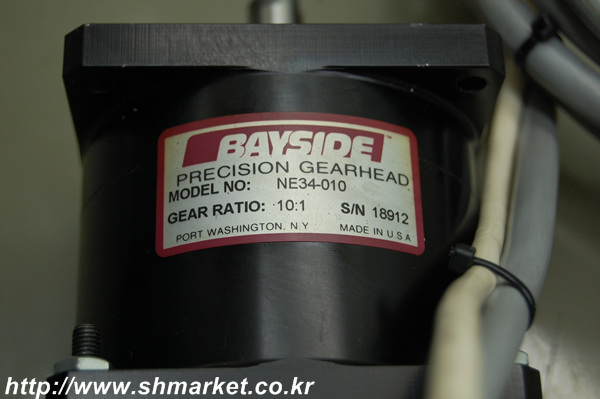 BAYSIDE
PRECISION GEARHEAD
MODEL NO: NE34-010
GEAR RATIO: 10:1 S/N 18912
PORT WASHINGTON, N.Y MADE IN U S A
http://www.shmarket.co.kr